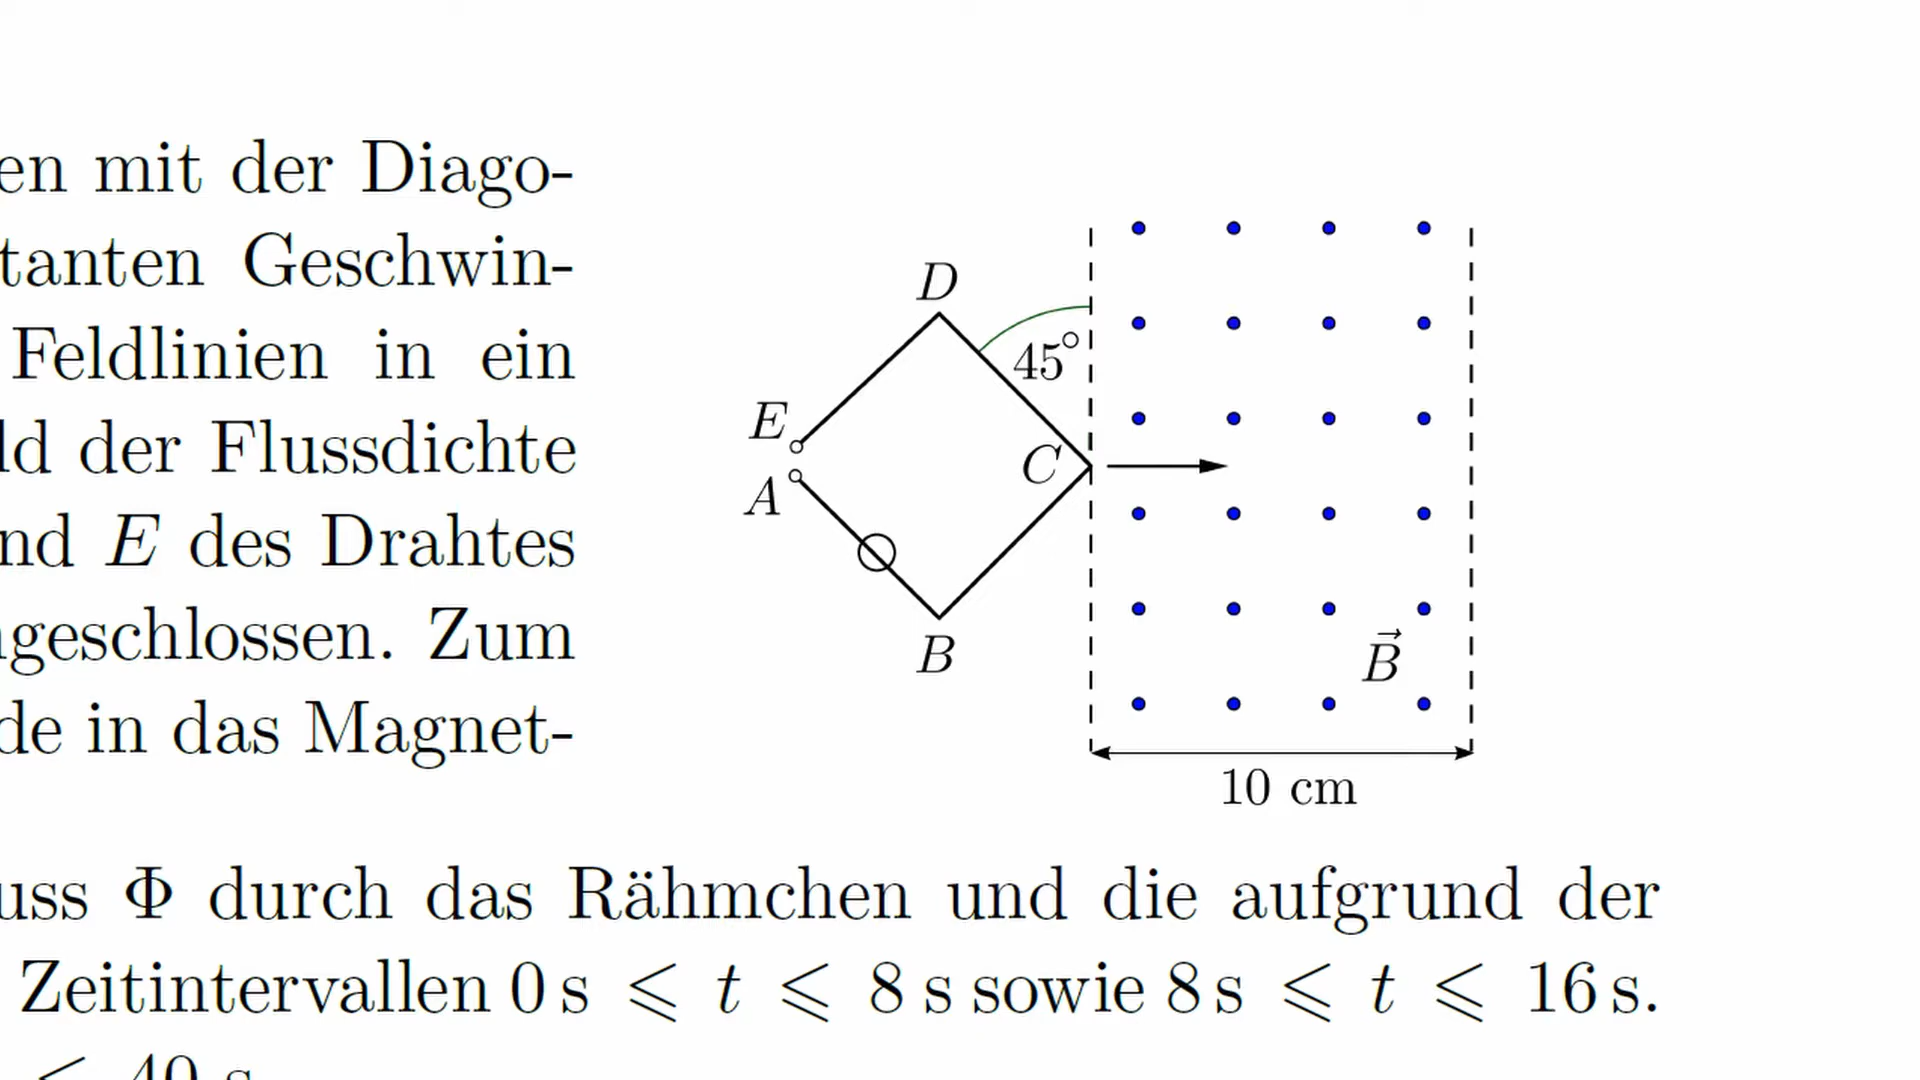 en mit der Diago-
tanten Geschwin-
Feldlinien in ein
ld der Flussdichte
nd E des Drahtes
geschlossen. Zum
de in das Magnet-
D
45°
E
A
C
B
B⃗
10 cm
uss Φ durch das Rähmchen und die aufgrund der
Zeitintervallen 0 s ⩽ t ⩽ 8 s sowie 8 s ⩽ t ⩽ 16 s.
⩽ 40 s